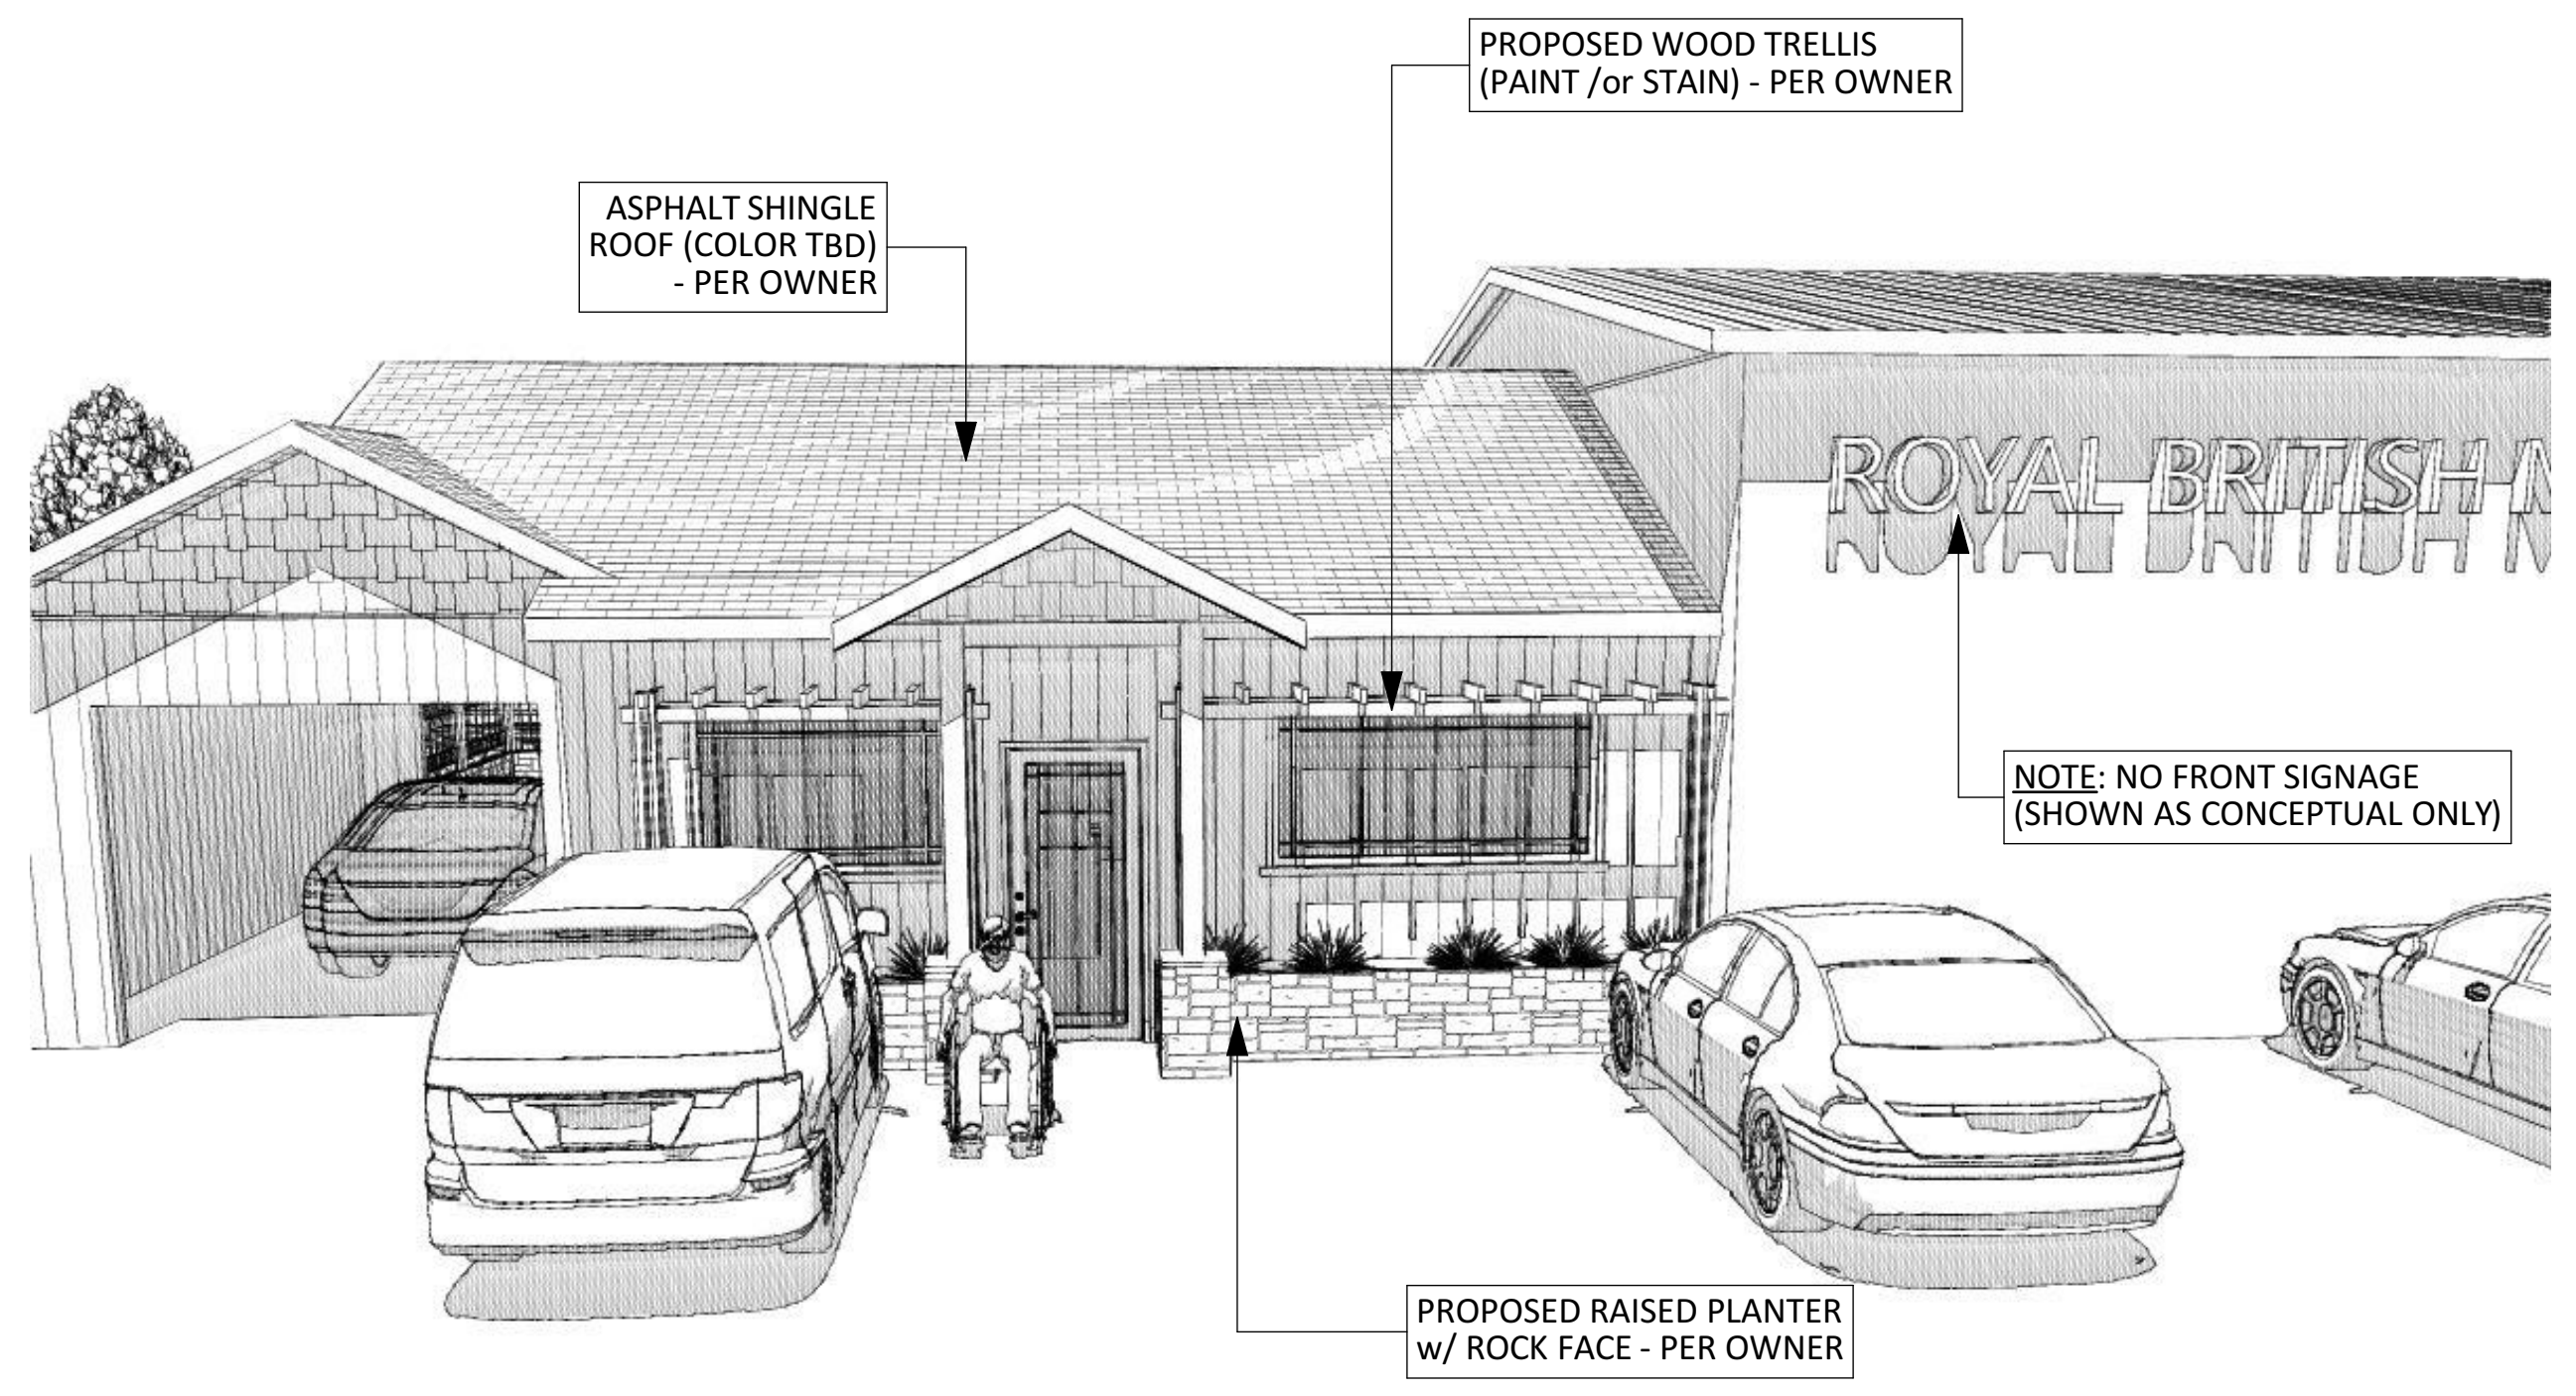 PROPOSED WOOD TRELLIS
(PAINT /or STAIN) - PER OWNER
ASPHALT SHINGLE
ROOF (COLOR TBD)
- PER OWNER
ROYAL BRITISH
NOTE: NO FRONT SIGNAGE
(SHOWN AS CONCEPTUAL ONLY)
PROPOSED RAISED PLANTER
w/ ROCK FACE - PER OWNER